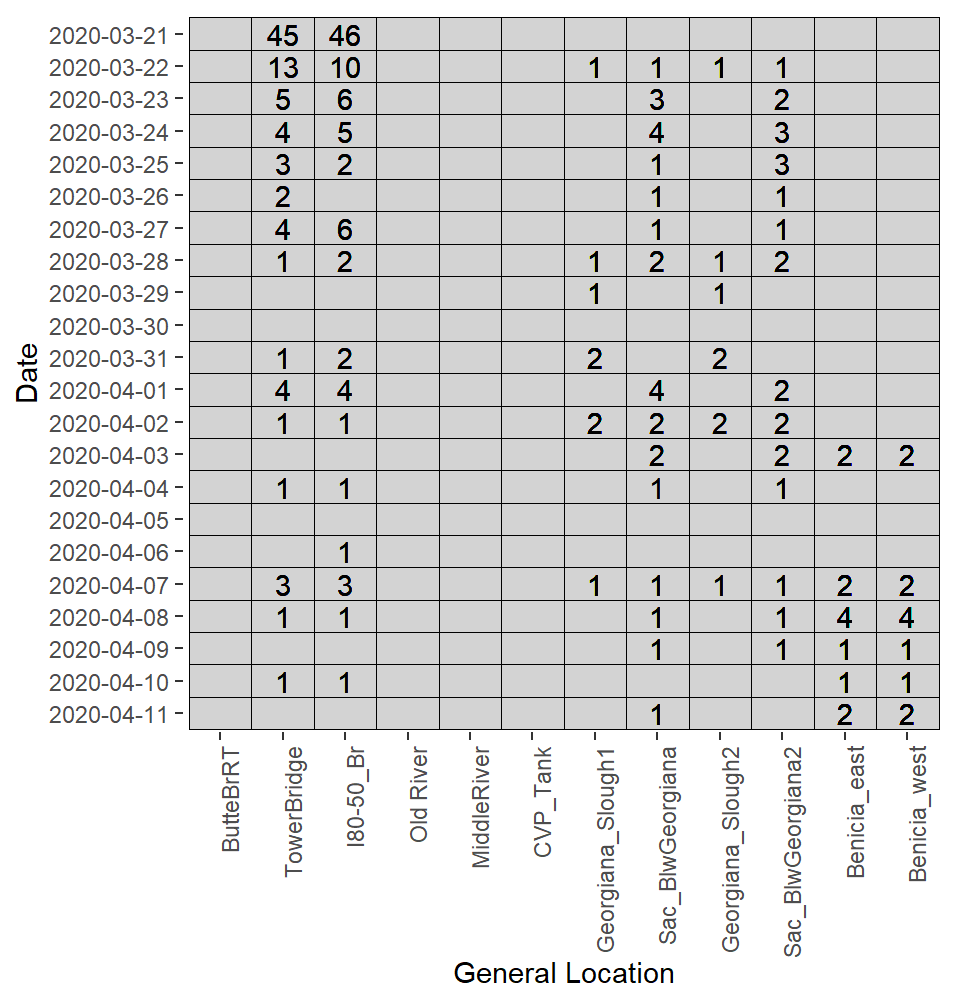 2020-03-21 45 46
2020-03-22 13 10 1 1 1 1
2020-03-23 5 6 3 2
2020-03-24 4 5 4 3
2020-03-25 3 2 1 3
2020-03-26 2 1 1
2020-03-27 4 6 1 1
2020-03-28 1 2 1 2 1 2
2020-03-29 1 1
2020-03-30
2020-03-31 1 2 2 2
2020-04-01 4 4 4 2
2020-04-02 1 1 2 2 2 2
2020-04-03 2 2 2 2
2020-04-04 1 1 1 1
2020-04-05
2020-04-06 1
2020-04-07 3 3 1 1 1 1 2 2
2020-04-08 1 1 1 1 4 4
2020-04-09 1 1 1 1
2020-04-10 1 1 1 1
2020-04-11 1 2 2
Date
ButteBrRT
TowerBridge
I80-50_Br
Old River
MiddleRiver
CVP_Tank
Georgiana_Slough1
Sac_BlwGeorgiana
Georgiana_Slough2
Sac_BlwGeorgiana2
Benicia_east
Benicia_west
General Location